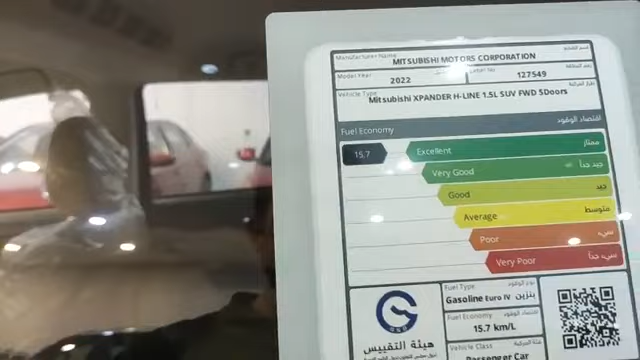 Manufacturer Name
MITSUBISHI MOTORS CORPORATION
Model Year
2022
Label No
127549
Vehicle Type
Mitsubishi XPANDER H-LINE 1.5L SUV FWD 5Doors
Fuel Economy
اقتصاد الوقود
15.7
Excellent
ممتاز
Very Good
جيد جداً
Good
جيد
Average
متوسط
Poor
سيء
Very Poor
سيء جداً
Fuel Type
نوع الوقود
Gasoline Euro IV
بنزين
Fuel Economy
اقتصاد الوقود
15.7 km/L
Vehicle Class
Passenger Car
GSO
هيئة التقييس